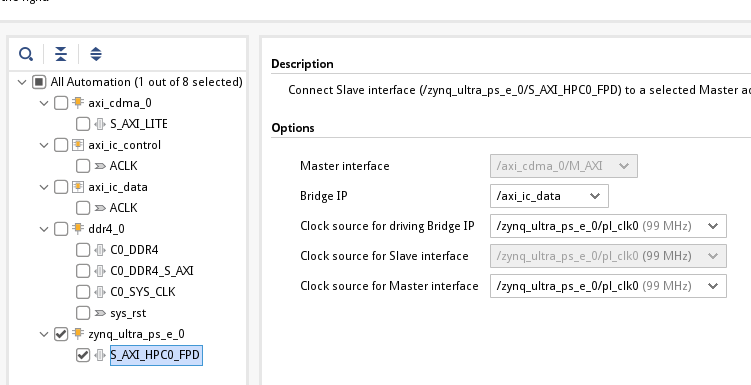 All Automation (1 out of 8 selected)
axi_cdma_0
S_AXI_LITE
axi_ic_control
ACLK
axi_ic_data
ACLK
ddr4_0
C0_DDR4
C0_DDR4_S_AXI
C0_SYS_CLK
sys_rst
zynq_ultra_ps_e_0
S_AXI_HPC0_FPD
Description
Connect Slave interface (/zynq_ultra_ps_e_0/S_AXI_HPC0_FPD) to a selected Master
Options
Master interface /axi_cdma_0/M_AXI
Bridge IP /axi_ic_data
Clock source for driving Bridge IP /zynq_ultra_ps_e_0/pl_clk0 (99 MHz)
Clock source for Slave interface /zynq_ultra_ps_e_0/pl_clk0 (99 MHz)
Clock source for Master interface /zynq_ultra_ps_e_0/pl_clk0 (99 MHz)